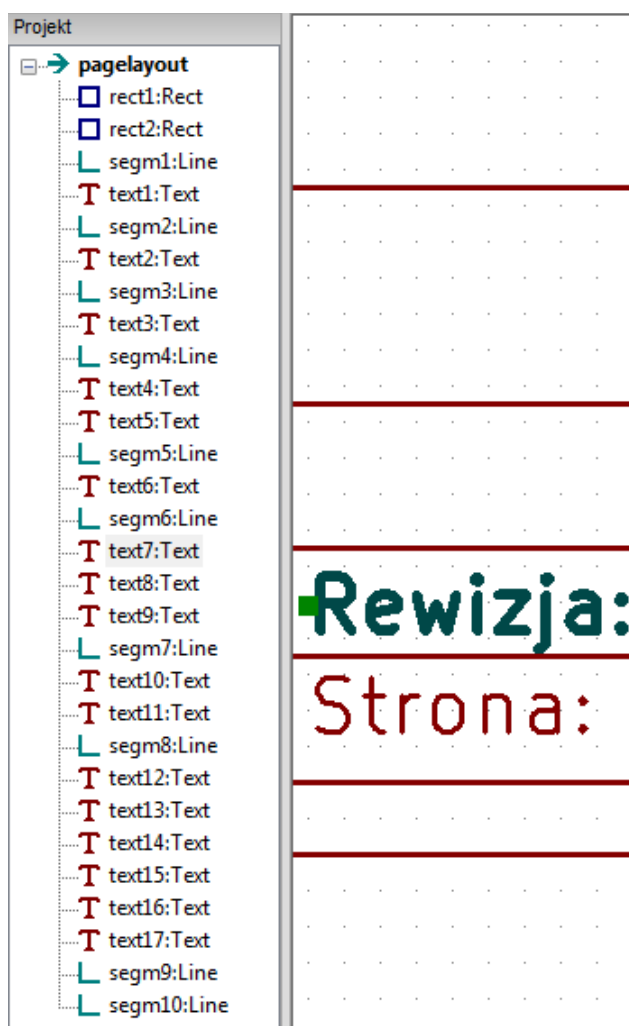 Projekt
pagelayout
rect1:Rect
rect2:Rect
segm1:Line
text1:Text
segm2:Line
text2:Text
segm3:Line
text3:Text
segm4:Line
text4:Text
text5:Text
segm5:Line
text6:Text
segm6:Line
text7:Text
text8:Text
text9:Text
segm7:Line
text10:Text
text11:Text
segm8:Line
text12:Text
text13:Text
text14:Text
text15:Text
text16:Text
text17:Text
segm9:Line
segm10:Line
Rewizja:
Strona: